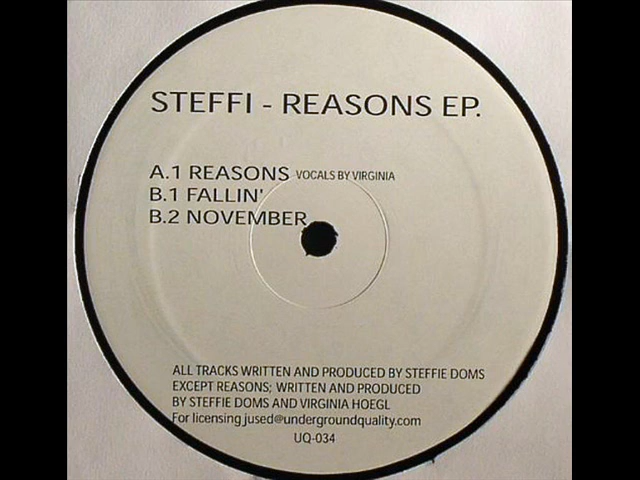 STEFFI - REASONS EP.
A.1 REASONS -VOCALS BY VIRGINIA
B.1 FALLIN'
B.2 NOVEMBER
ALL TRACKS WRITTEN AND PRODUCED BY STEFFIE DOMS
EXCEPT REASONS; WRITTEN AND PRODUCED
BY STEFFIE DOMS AND VIRGINIA HOEGL
For licensing jused@undergroundquality.com
UQ-034